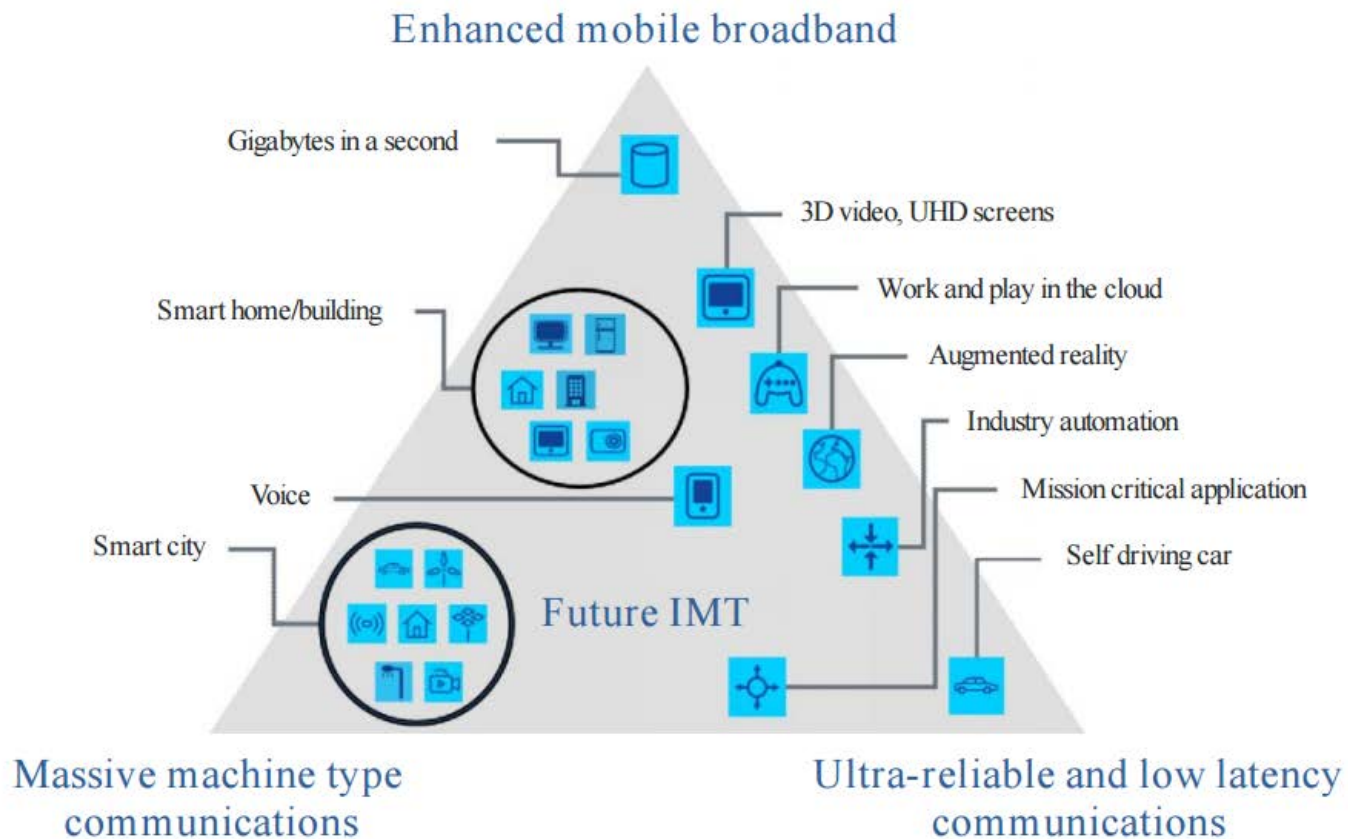 Enhanced mobile broadband
Gigabytes in a second
3D video, UHD screens
Work and play in the cloud
Smart home/building
Augmented reality
Industry automation
Mission critical application
Voice
Smart city
Self driving car
Future IMT
Massive machine type
communications
Ultra-reliable and low latency
communications